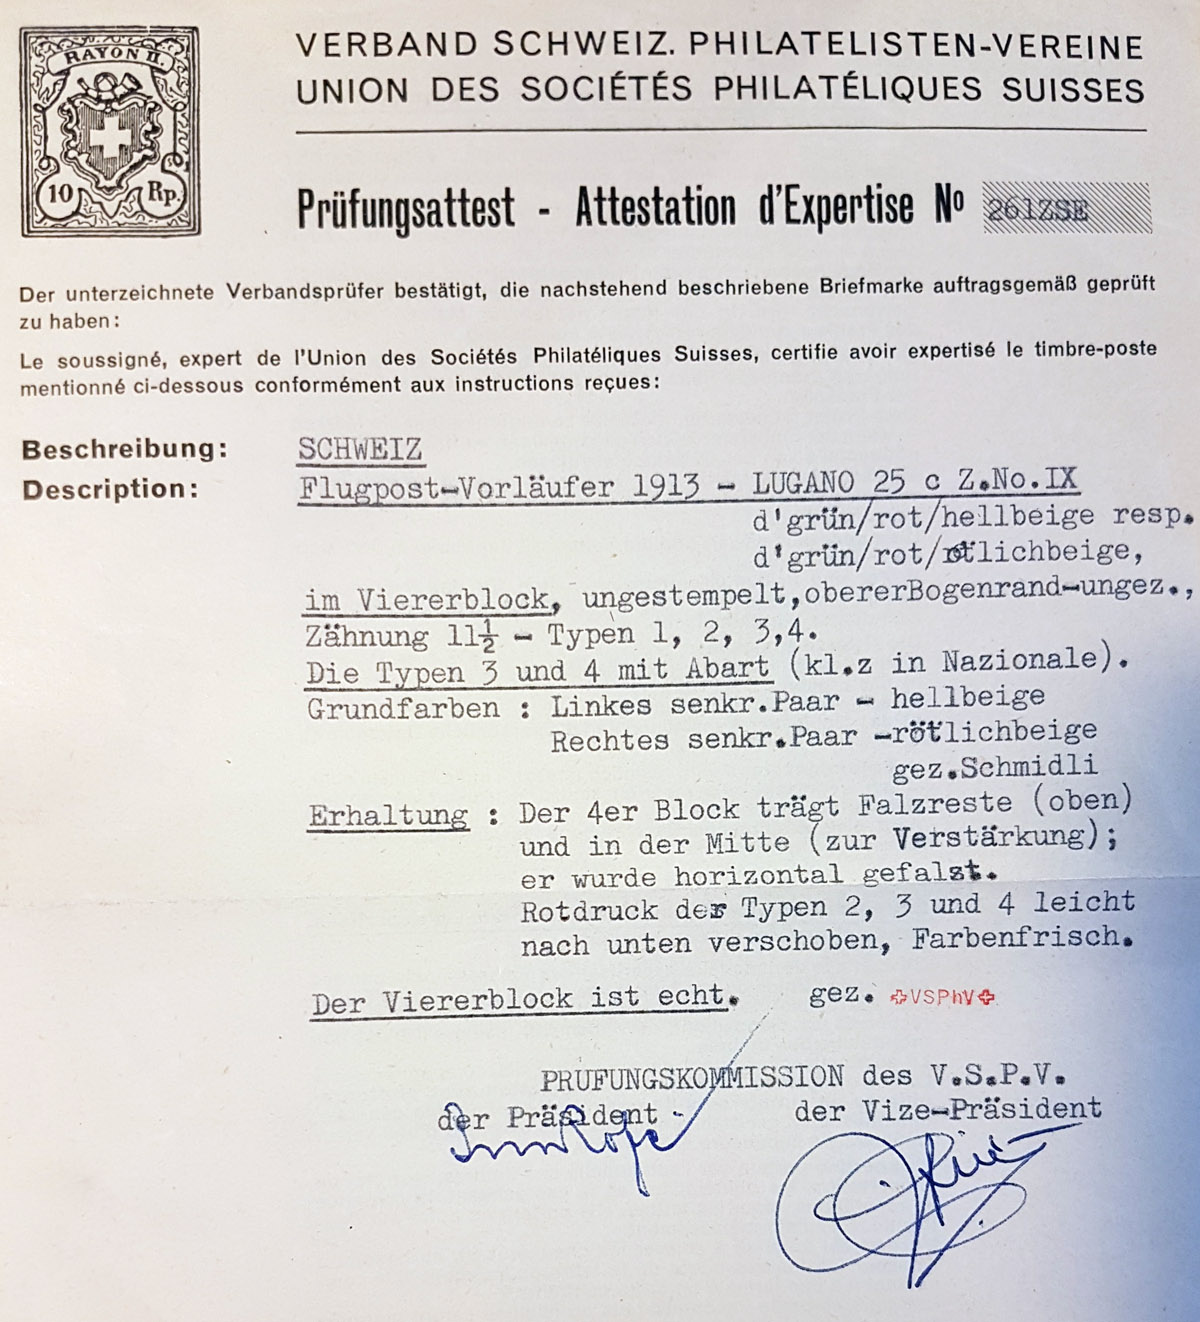 RAYON II.
10 Rp.
VERBAND SCHWEIZ. PHILATELISTEN-VEREINE
UNION DES SOCIÉTÉS PHILATÉLIQUES SUISSES
Prüfungsattest - Attestation d'Expertise No 261ZSE
Der unterzeichnete Verbandsprüfer bestätigt, die nachstehend beschriebene Briefmarke auftragsgemäß geprüft
zu haben:
Le soussigné, expert de l'Union des Sociétés Philatéliques Suisses, certifie avoir expertisé le timbre-poste
mentionné ci-dessous conformément aux instructions reçues:
Beschreibung: SCHWEIZ
Description: Flugpost-Vorläufer 1913 - LUGANO 25 c Z.No.IX
d'grün/rot/hellbeige resp.
d'grün/rot/rötlichbeige,
im Viererblock, ungestempelt,obererBogenrand-ungez.,
Zähnung 11½ - Typen 1, 2, 3,4.
Die Typen 3 und 4 mit Abart (kl.z in Nazionale).
Grundfarben : Linkes senkr.Paar - hellbeige
Rechtes senkr.Paar -rötlichbeige
gez.Schmidli
Erhaltung : Der 4er Block trägt Falzreste (oben)
und in der Mitte (zur Verstärkung);
er wurde horizontal gefalzt.
Rotdruck der Typen 2, 3 und 4 leicht
nach unten verschoben, Farbenfrisch.
Der Viererblock ist echt. gez. VSPhV
PRUFUNGSKOMMISSION des V.S.P.V.
der Präsident - der Vize-Präsident